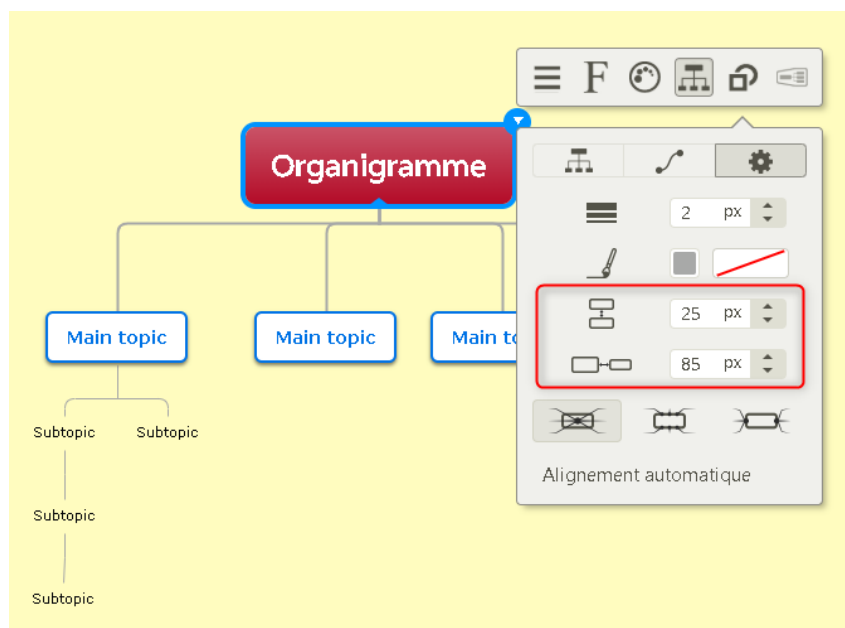 F
Organigramme
2 px
25 px
Main topic
Main topic
Main to
85 px
Subtopic
Subtopic
Alignement automatique
Subtopic
Subtopic